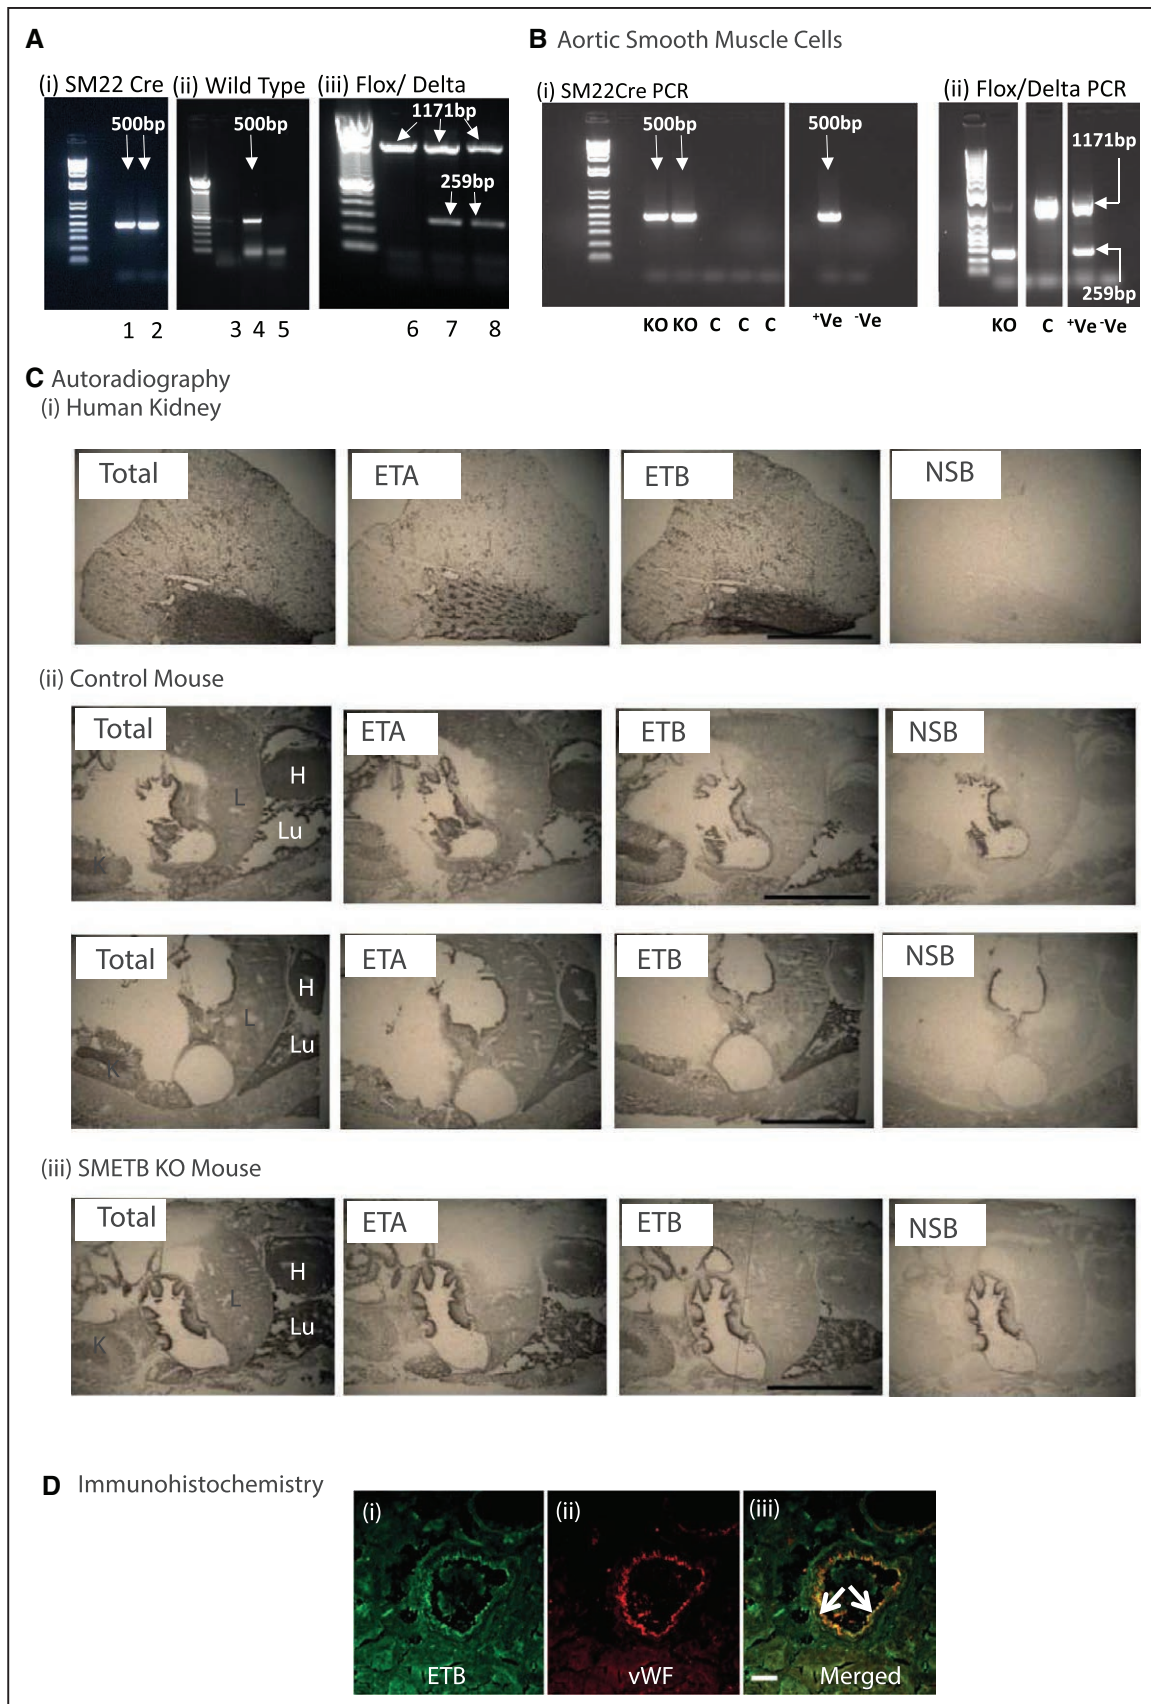 A
(i) SM22 Cre
(ii) Wild Type
(iii) Flox/ Delta
500bp
500bp
1171bp
259bp
1 2
3 4 5
6 7 8
B Aortic Smooth Muscle Cells
(i) SM22Cre PCR
(ii) Flox/Delta PCR
500bp
500bp
1171bp
259bp
KO KO C C C
+Ve -Ve
KO C +Ve -Ve
C Autoradiography
(i) Human Kidney
Total ETA ETB NSB
(ii) Control Mouse
Total ETA ETB NSB
H
L
Lu
K
Total ETA ETB NSB
H
L
Lu
K
(iii) SMETB KO Mouse
Total ETA ETB NSB
H
L
Lu
K
D Immunohistochemistry
(i) (ii) (iii)
ETB vWF Merged